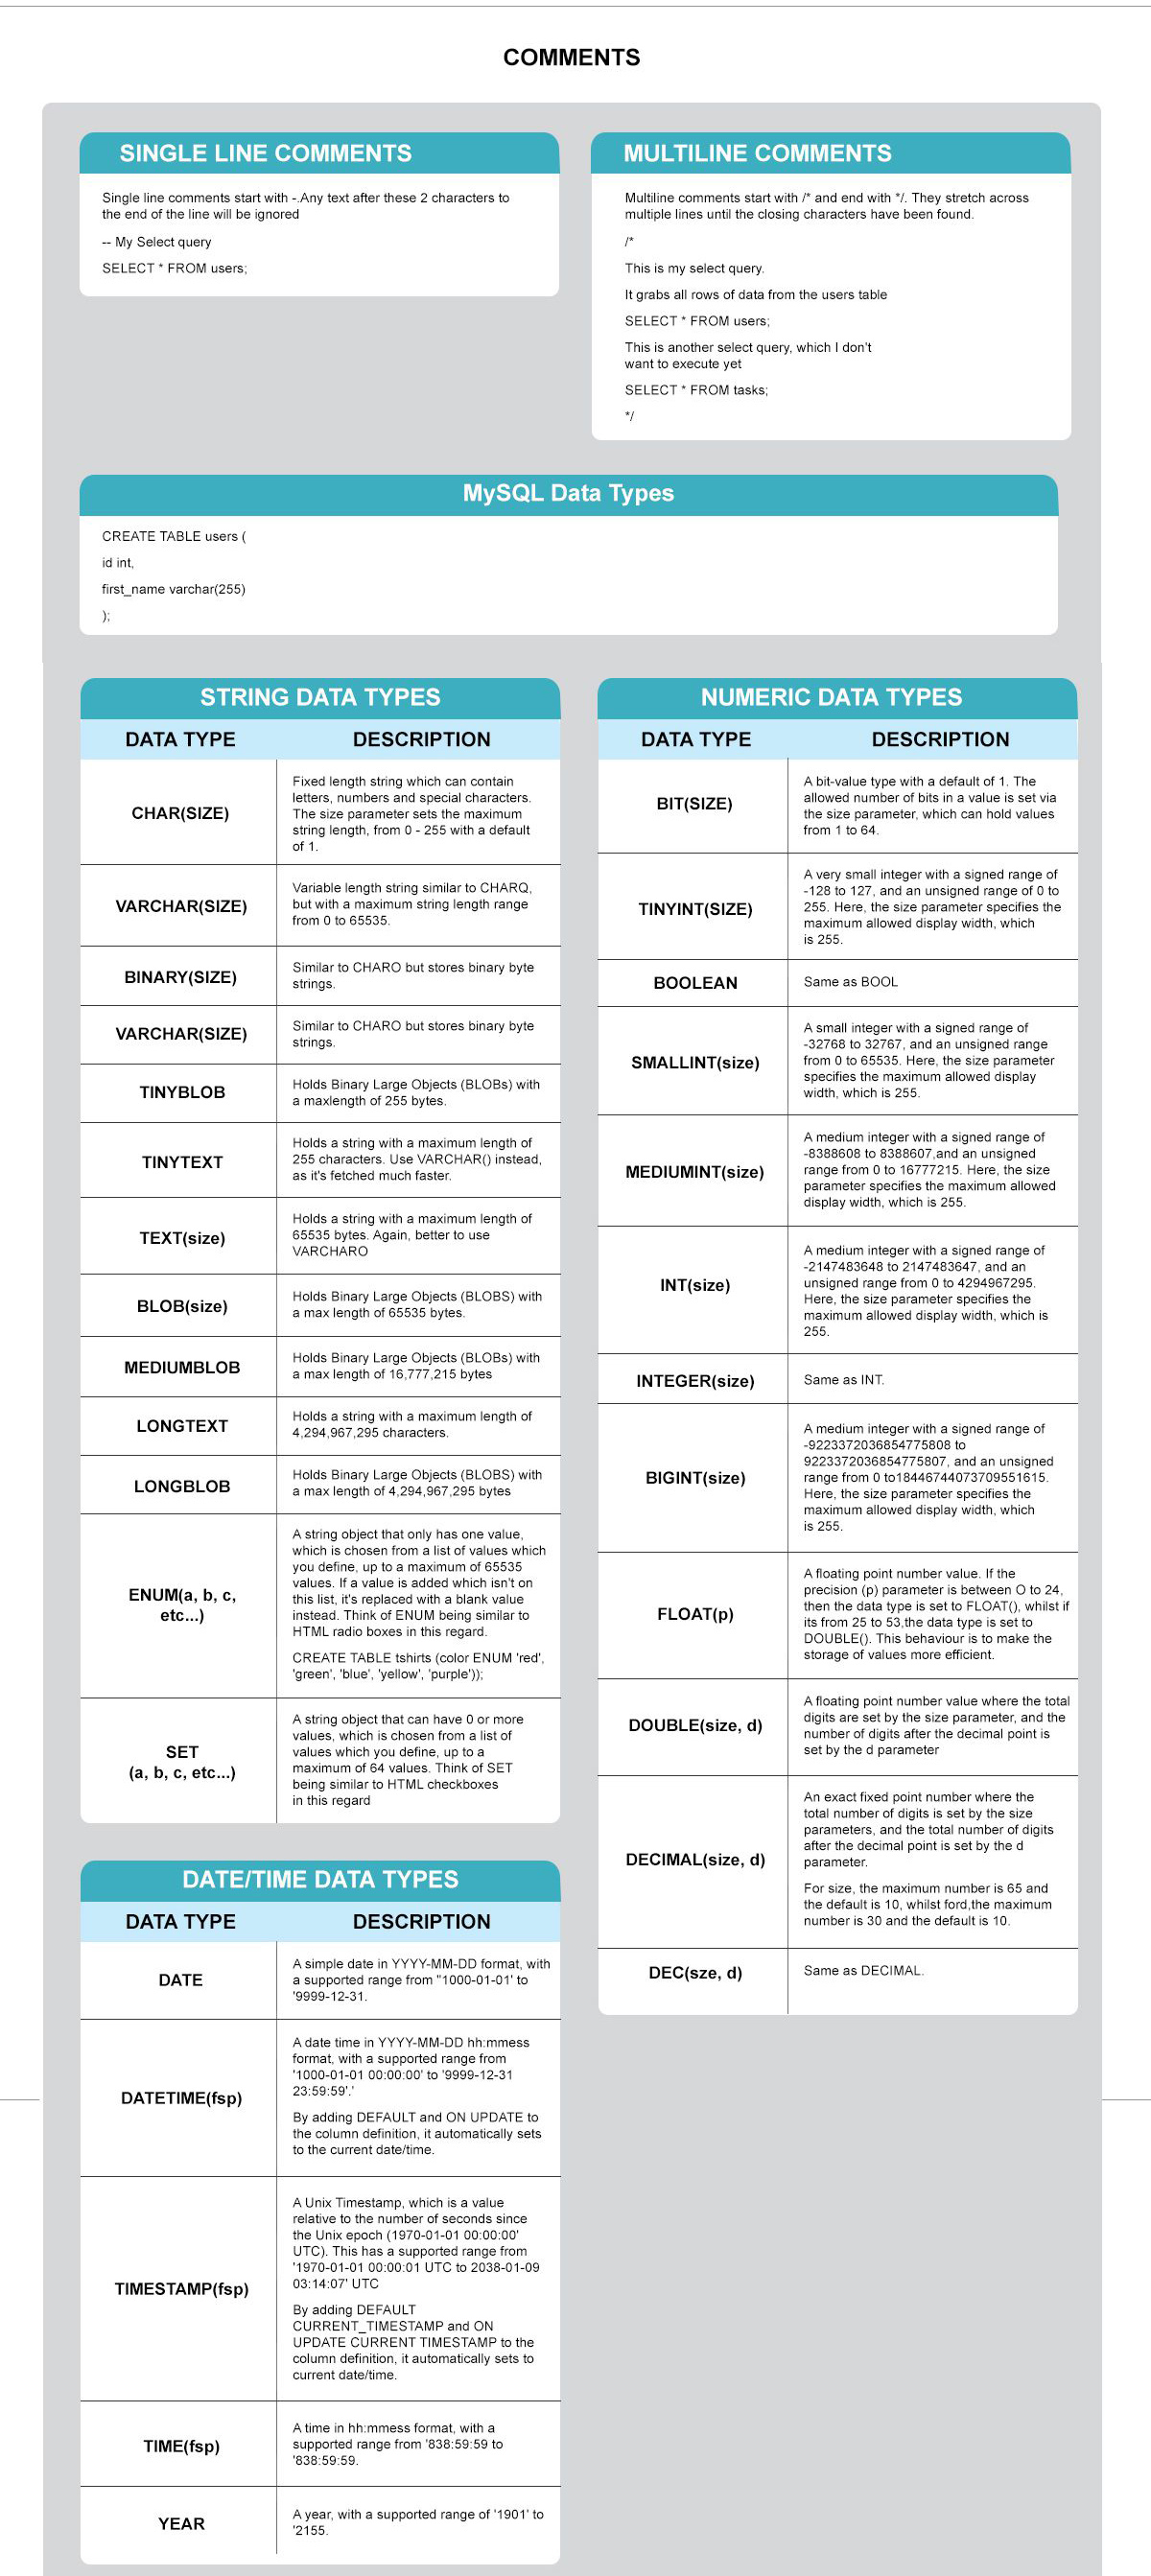 COMMENTS
SINGLE LINE COMMENTS
Single line comments start with -.Any text after these 2 characters to
the end of the line will be ignored
-- My Select query
SELECT * FROM users;
MULTILINE COMMENTS
Multiline comments start with /* and end with */. They stretch across
multiple lines until the closing characters have been found.
/*
This is my select query.
It grabs all rows of data from the users table
SELECT * FROM users;
This is another select query, which I don't
want to execute yet
SELECT * FROM tasks;
*/
MySQL Data Types
CREATE TABLE users (
id int,
first_name varchar(255)
);
STRING DATA TYPES
DATA TYPE DESCRIPTION
CHAR(SIZE)
Fixed length string which can contain
letters, numbers and special characters.
The size parameter sets the maximum
string length, from 0 - 255 with a default
of 1.
VARCHAR(SIZE)
Variable length string similar to CHARQ,
but with a maximum string length range
from 0 to 65535.
BINARY(SIZE)
Similar to CHARO but stores binary byte
strings.
VARCHAR(SIZE)
Similar to CHARO but stores binary byte
strings.
TINYBLOB
Holds Binary Large Objects (BLOBs) with
a maxlength of 255 bytes.
TINYTEXT
Holds a string with a maximum length of
255 characters. Use VARCHAR() instead,
as it's fetched much faster.
TEXT(size)
Holds a string with a maximum length of
65535 bytes. Again, better to use
VARCHARO
BLOB(size)
Holds Binary Large Objects (BLOBS) with
a max length of 65535 bytes.
MEDIUMBLOB
Holds Binary Large Objects (BLOBs) with
a max length of 16,777,215 bytes
LONGTEXT
Holds a string with a maximum length of
4,294,967,295 characters.
LONGBLOB
Holds Binary Large Objects (BLOBS) with
a max length of 4,294,967,295 bytes
ENUM(a, b, c,
etc...)
A string object that only has one value,
which is chosen from a list of values which
you define, up to a maximum of 65535
values. If a value is added which isn't on
this list, it's replaced with a blank value
instead. Think of ENUM being similar to
HTML radio boxes in this regard.
CREATE TABLE tshirts (color ENUM 'red',
'green', 'blue', 'yellow', 'purple'));
SET
(a, b, c, etc...)
A string object that can have 0 or more
values, which is chosen from a list of
values which you define, up to a
maximum of 64 values. Think of SET
being similar to HTML checkboxes
in this regard
NUMERIC DATA TYPES
DATA TYPE DESCRIPTION
BIT(SIZE)
A bit-value type with a default of 1. The
allowed number of bits in a value is set via
the size parameter, which can hold values
from 1 to 64.
TINYINT(SIZE)
A very small integer with a signed range of
-128 to 127, and an unsigned range of 0 to
255. Here, the size parameter specifies the
maximum allowed display width, which
is 255.
BOOLEAN
Same as BOOL
SMALLINT(size)
A small integer with a signed range of
-32768 to 32767, and an unsigned range
from 0 to 65535. Here, the size parameter
specifies the maximum allowed display
width, which is 255.
MEDIUMINT(size)
A medium integer with a signed range of
-8388608 to 8388607,and an unsigned
range from 0 to 16777215. Here, the size
parameter specifies the maximum allowed
display width, which is 255.
INT(size)
A medium integer with a signed range of
-2147483648 to 2147483647, and an
unsigned range from 0 to 4294967295.
Here, the size parameter specifies the
maximum allowed display width, which is
255.
INTEGER(size)
Same as INT.
BIGINT(size)
A medium integer with a signed range of
-9223372036854775808 to
9223372036854775807, and an unsigned
range from 0 to18446744073709551615.
Here, the size parameter specifies the
maximum allowed display width, which
is 255.
FLOAT(p)
A floating point number value. If the
precision (p) parameter is between O to 24,
then the data type is set to FLOAT(), whilst if
its from 25 to 53,the data type is set to
DOUBLE(). This behaviour is to make the
storage of values more efficient.
DOUBLE(size, d)
A floating point number value where the total
digits are set by the size parameter, and the
number of digits after the decimal point is
set by the d parameter
DECIMAL(size, d)
An exact fixed point number where the
total number of digits is set by the size
parameters, and the total number of digits
after the decimal point is set by the d
parameter.
For size, the maximum number is 65 and
the default is 10, whilst ford,the maximum
number is 30 and the default is 10.
DEC(sze, d)
Same as DECIMAL.
DATE/TIME DATA TYPES
DATA TYPE DESCRIPTION
DATE
A simple date in YYYY-MM-DD format, with
a supported range from "1000-01-01' to
'9999-12-31.
DATETIME(fsp)
A date time in YYYY-MM-DD hh:mmess
format, with a supported range from
'1000-01-01 00:00:00' to '9999-12-31
23:59:59'.'
By adding DEFAULT and ON UPDATE to
the column definition, it automatically sets
to the current date/time.
TIMESTAMP(fsp)
A Unix Timestamp, which is a value
relative to the number of seconds since
the Unix epoch (1970-01-01 00:00:00'
UTC). This has a supported range from
'1970-01-01 00:00:01 UTC to 2038-01-09
03:14:07' UTC
By adding DEFAULT
CURRENT_TIMESTAMP and ON
UPDATE CURRENT TIMESTAMP to the
column definition, it automatically sets to
current date/time.
TIME(fsp)
A time in hh:mmess format, with a
supported range from '838:59:59 to
'838:59:59.
YEAR
A year, with a supported range of '1901' to
'2155.